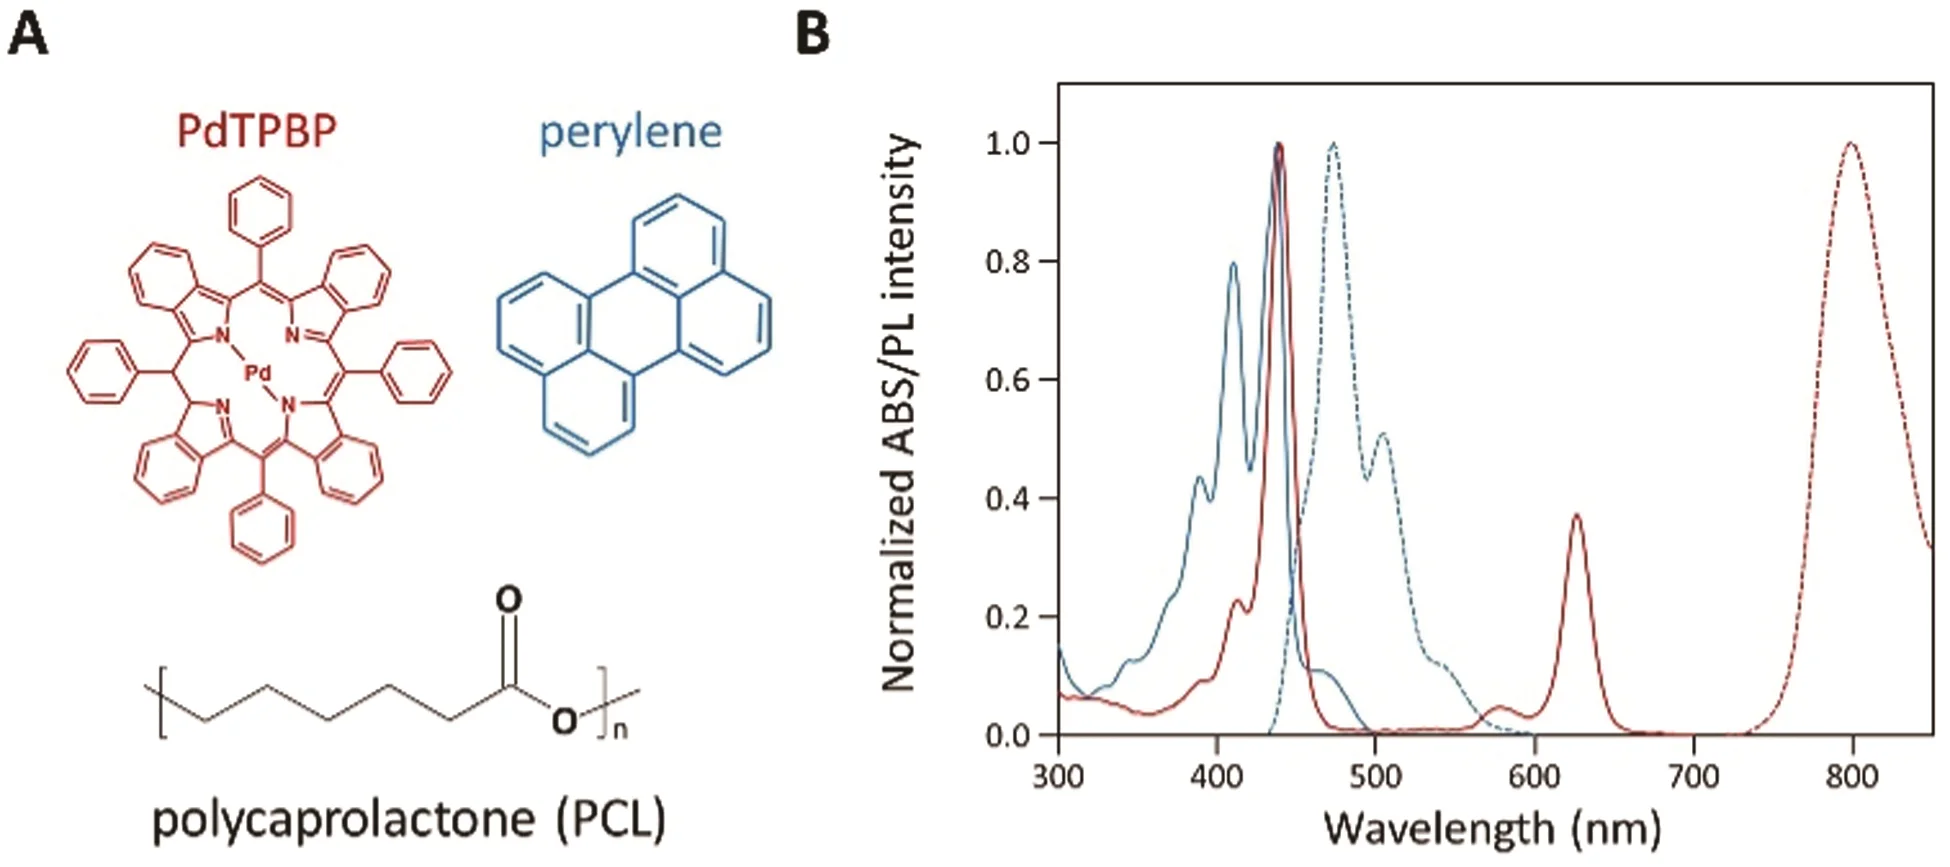 A
B
PdTPBP
perylene
N
N
Pd
N
N
O
O
n
polycaprolactone (PCL)
Normalized ABS/PL intensity
1.0
0.8
0.6
0.4
0.2
0.0
300 400 500 600 700 800
Wavelength (nm)